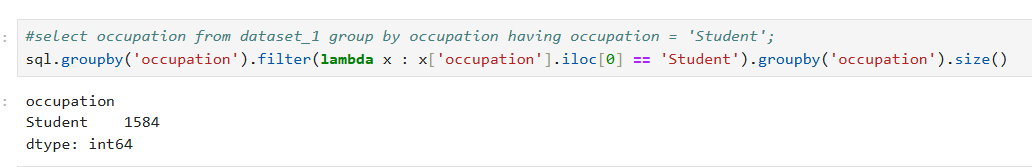 #select occupation from dataset_1 group by occupation having occupation = 'Student';
sql.groupby('occupation').filter(lambda x : x['occupation'].iloc[0] == 'Student').groupby('occupation').size()
occupation
Student    1584
dtype: int64